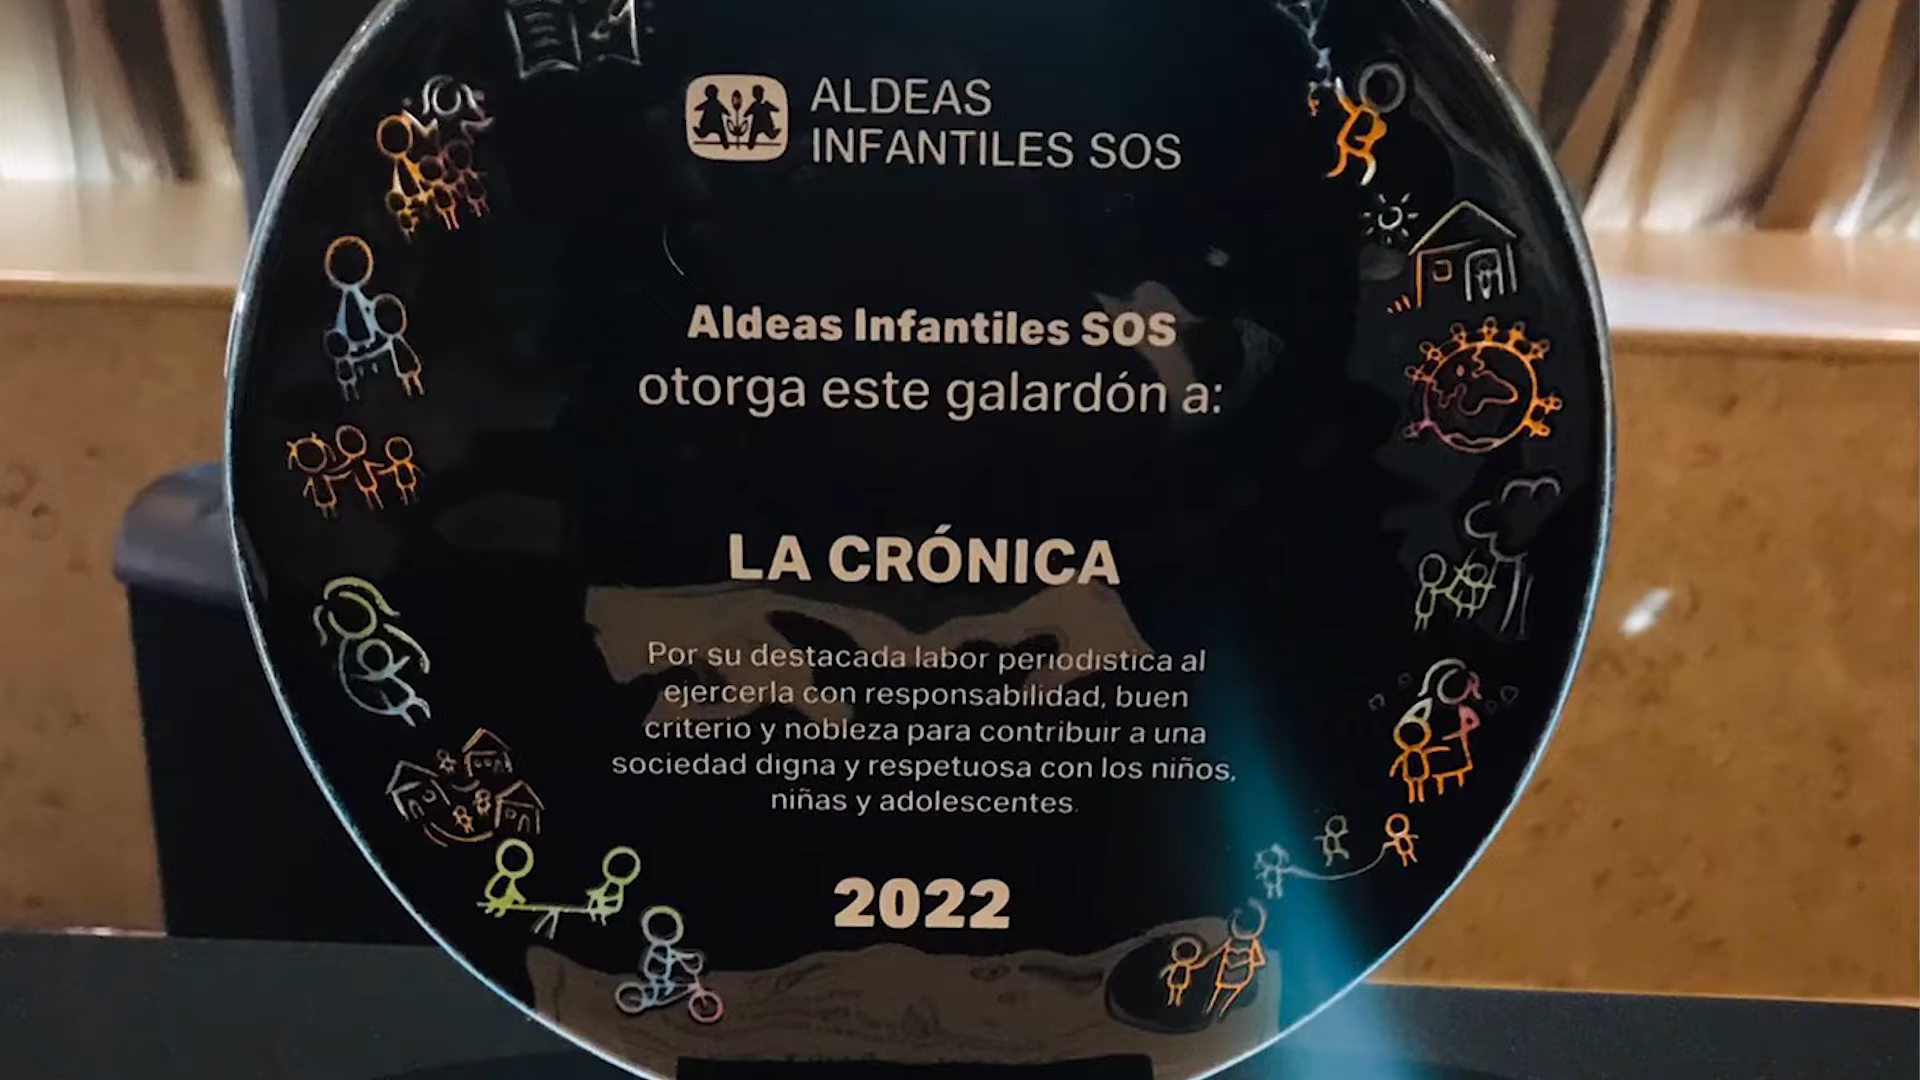 ALDEAS
INFANTILES SOS
Aldeas Infantiles SOS
otorga este galardón a:
LA CRÓNICA
Por su destacada labor periodística al
ejercerla con responsabilidad, buen
criterio y nobleza para contribuir a una
sociedad digna y respetuosa con los niños,
niñas y adolescentes.
2022